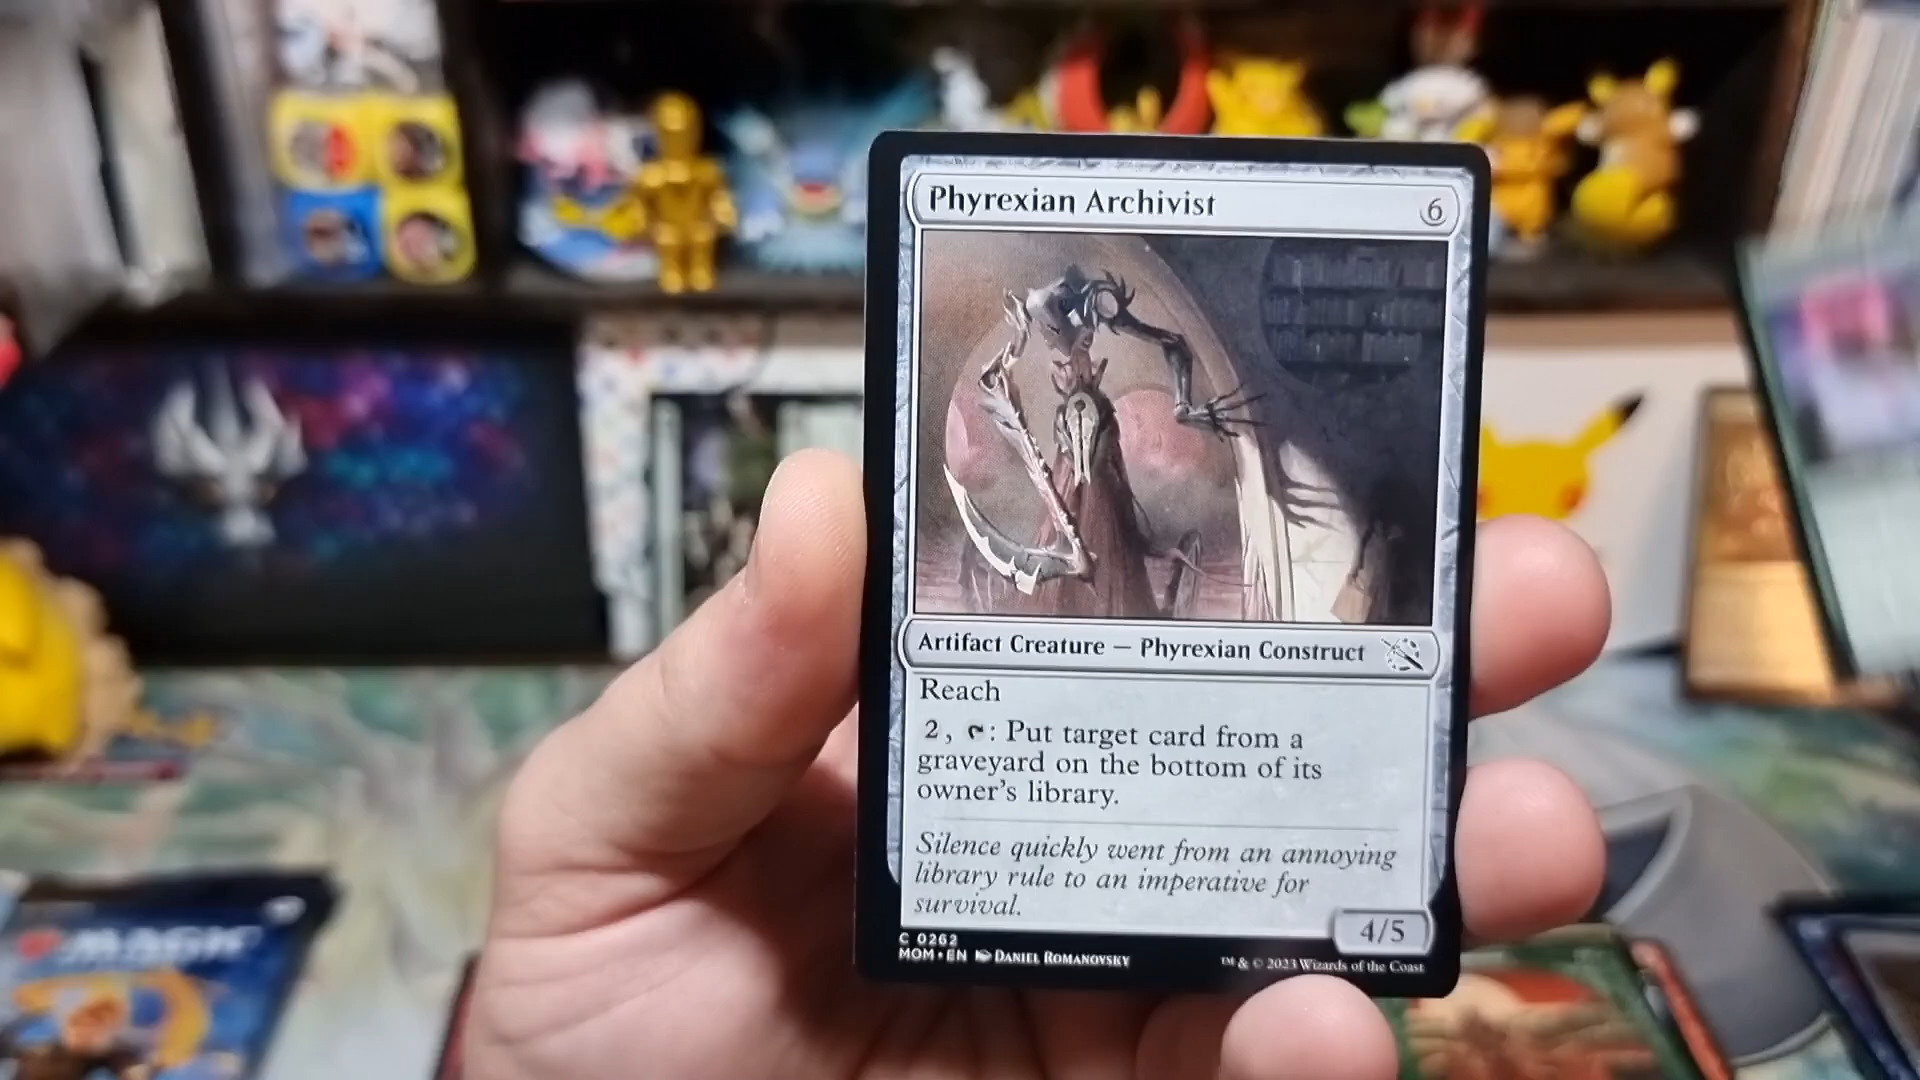 Phyrexian Archivist 6
Artifact Creature — Phyrexian Construct
Reach
2, : Put target card from a
graveyard on the bottom of its
owner's library.
Silence quickly went from an annoying
library rule to an imperative for
survival.
4/5
C 0262
MOM • EN DANIEL ROMANOVSKY
™ & © 2023 Wizards of the Coast
MAGIC